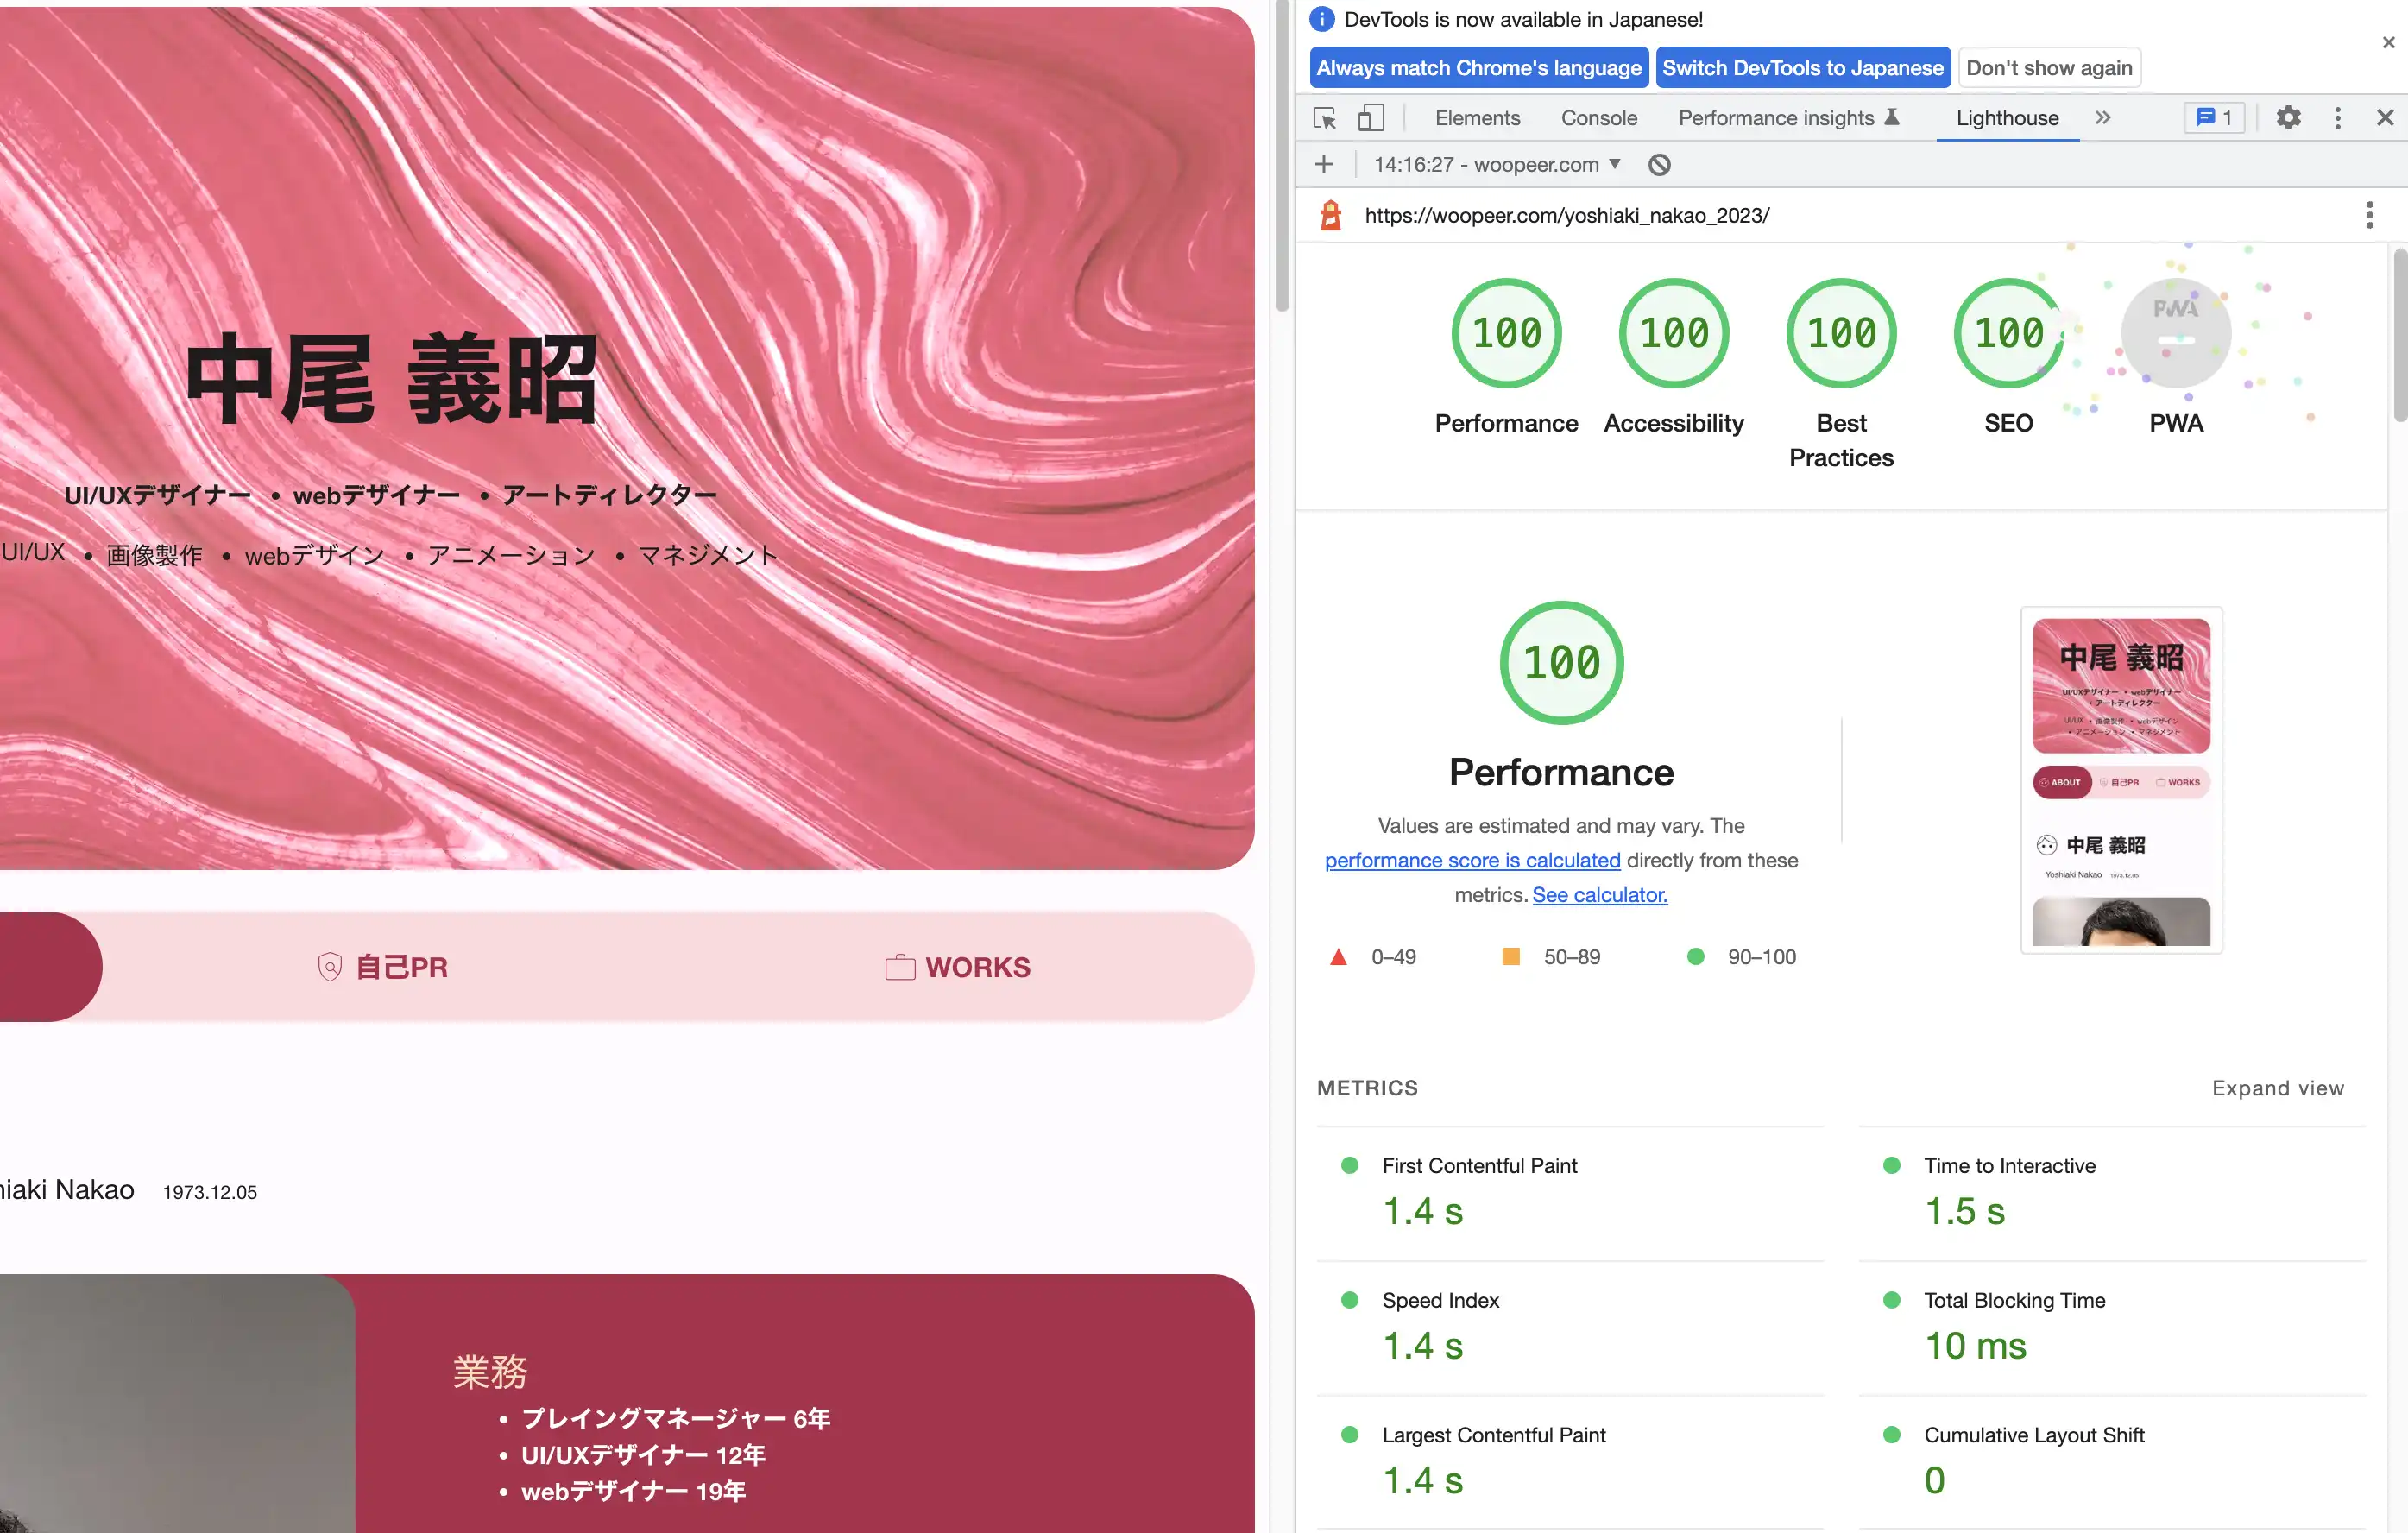 中尾 義昭
UI/UXデザイナー • webデザイナー • アートディレクター
UI/UX • 画像製作 • webデザイン • アニメーション • マネジメント
自己PR
WORKS
iaki Nakao 1973.12.05
業務
• プレイングマネージャー 6年
• UI/UXデザイナー 12年
• webデザイナー 19年
DevTools is now available in Japanese!
Always match Chrome's language
Switch DevTools to Japanese
Don't show again
Elements
Console
Performance insights
Lighthouse
1
14:16:27 - woopeer.com
https://woopeer.com/yoshiaki_nakao_2023/
100
100
100
100
PWA
Performance
Accessibility
Best
Practices
SEO
PWA
100
Performance
Values are estimated and may vary. The
performance score is calculated directly from these
metrics. See calculator.
0–49
50–89
90–100
中尾 義昭
UI/UXデザイナー • webデザイナー
• アートディレクター
UI/UX • 画像製作 • webデザイン
• アニメーション • マネジメント
ABOUT
自己PR
WORKS
中尾 義昭
Yoshiaki Nakao 1973.12.05
METRICS
Expand view
First Contentful Paint
1.4 s
Time to Interactive
1.5 s
Speed Index
1.4 s
Total Blocking Time
10 ms
Largest Contentful Paint
1.4 s
Cumulative Layout Shift
0